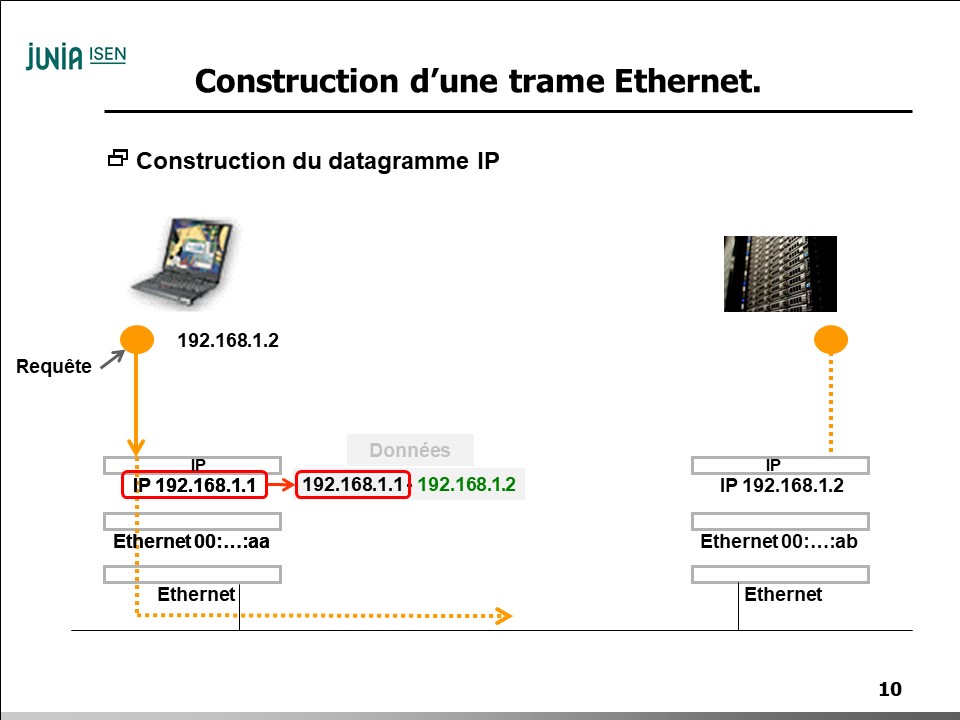 JUNIA ISEN
Construction d’une trame Ethernet.
Construction du datagramme IP
192.168.1.2
Requête
Données
IP
IP 192.168.1.1
192.168.1.1 - 192.168.1.2
IP
IP 192.168.1.2
Ethernet 00:…:aa
Ethernet 00:…:ab
Ethernet
Ethernet
10